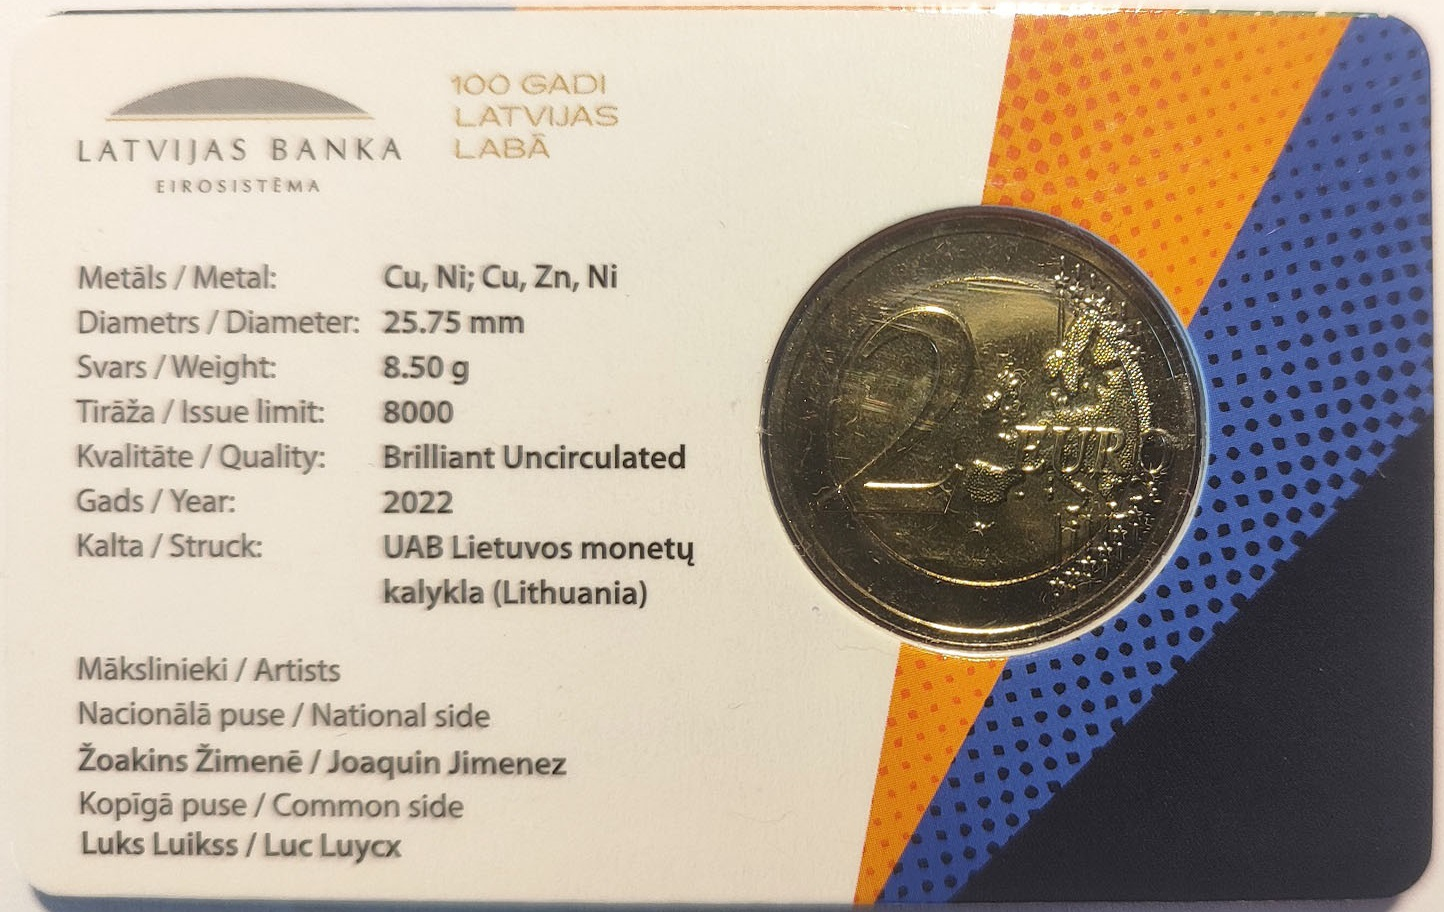 LATVIJAS BANKA
EIROSISTĒMA
100 GADI
LATVIJAS
LABĀ
Metāls / Metal: Cu, Ni; Cu, Zn, Ni
Diametrs / Diameter: 25.75 mm
Svars / Weight: 8.50 g
Tirāža / Issue limit: 8000
Kvalitāte / Quality: Brilliant Uncirculated
Gads / Year: 2022
Kalta / Struck: UAB Lietuvos monetų
kalykla (Lithuania)
Mākslinieki / Artists
Nacionālā puse / National side
Žoakins Žimenē / Joaquin Jimenez
Kopīgā puse / Common side
Luks Luikss / Luc Luycx
2 EURO